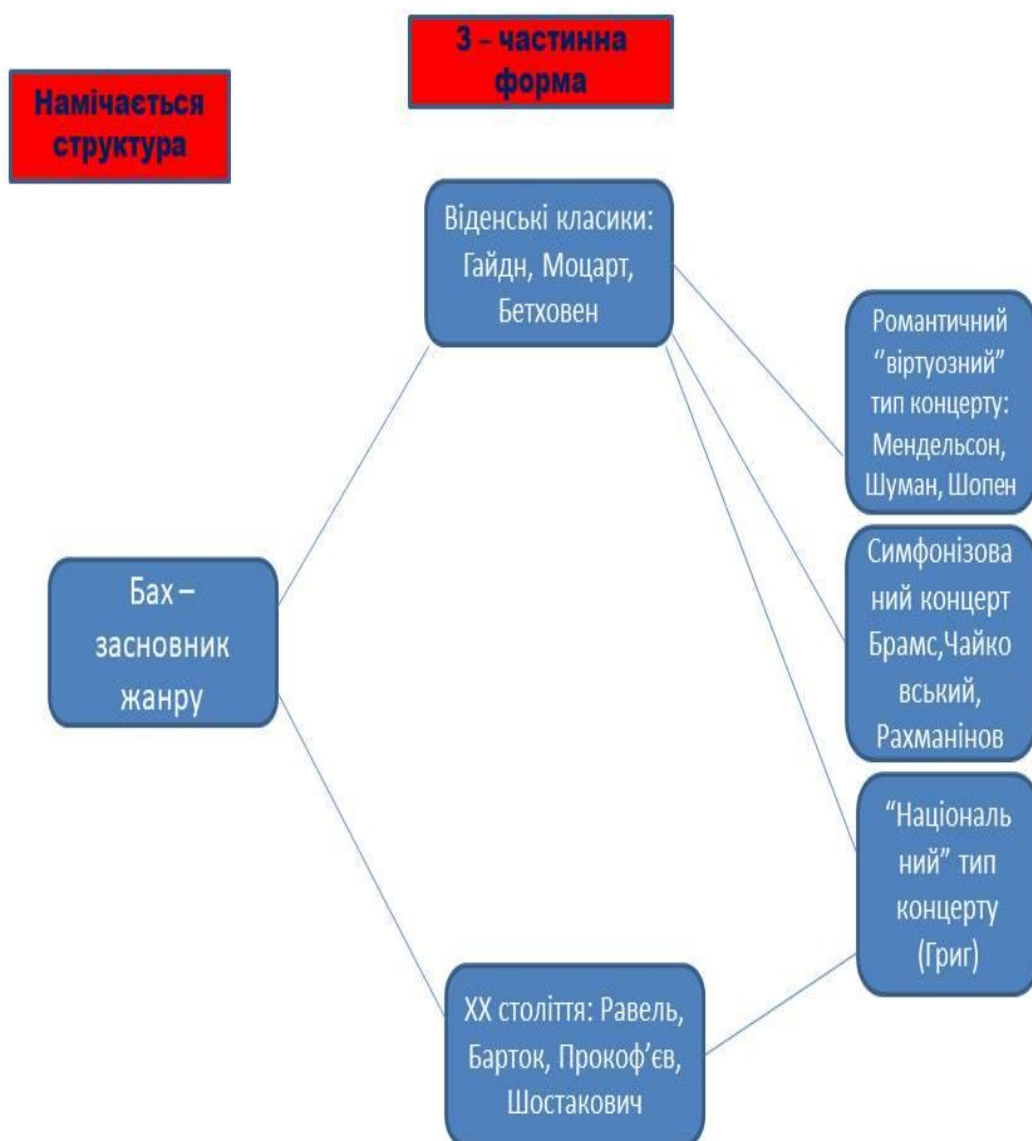 Намічається
структура
3 – частинна
форма
Віденські класики:
Гайдн, Моцарт,
Бетховен
Романтичний
“віртуозний”
тип концерту:
Мендельсон,
Шуман, Шопен
Симфонізова
ний концерт
Брамс,Чайко
вський,
Рахманінов
Бах –
засновник
жанру
“Національ
ний” тип
концерту
(Григ)
XX століття: Равель,
Барток, Прокоф’єв,
Шостакович